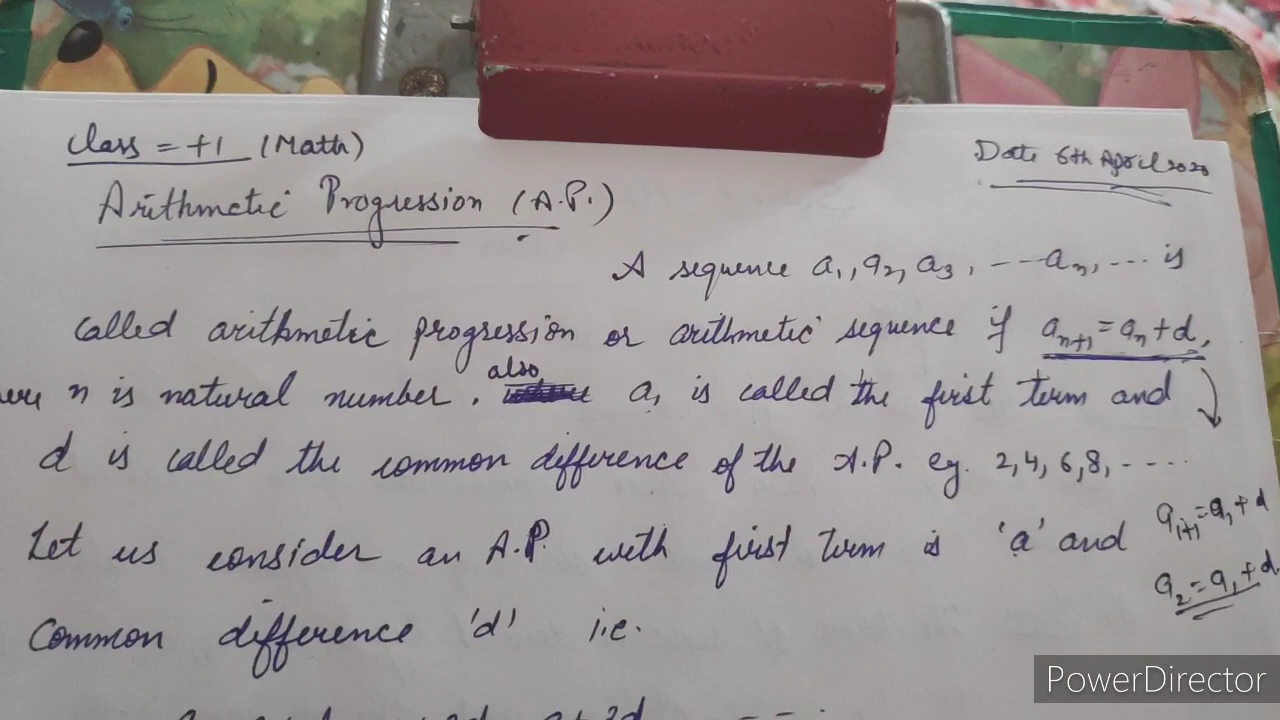 Class = +1 (Math)
Date 6th April 2020
Arithmetic Progression (A.P.)
A sequence a₁, a₂, a₃, ---aₙ, --- is
called arithmetic progression or arithmetic sequence if aₙ₊₁ = aₙ + d,
ere n is natural number. also a₁ is called the first term and
d is called the common difference of the A.P. eg. 2, 4, 6, 8, ----
a₁₊₁ = a₁ + d
Let us consider an A.P. with first term is 'a' and
a₂ = a₁ + d
Common difference 'd' i.e.
PowerDirector